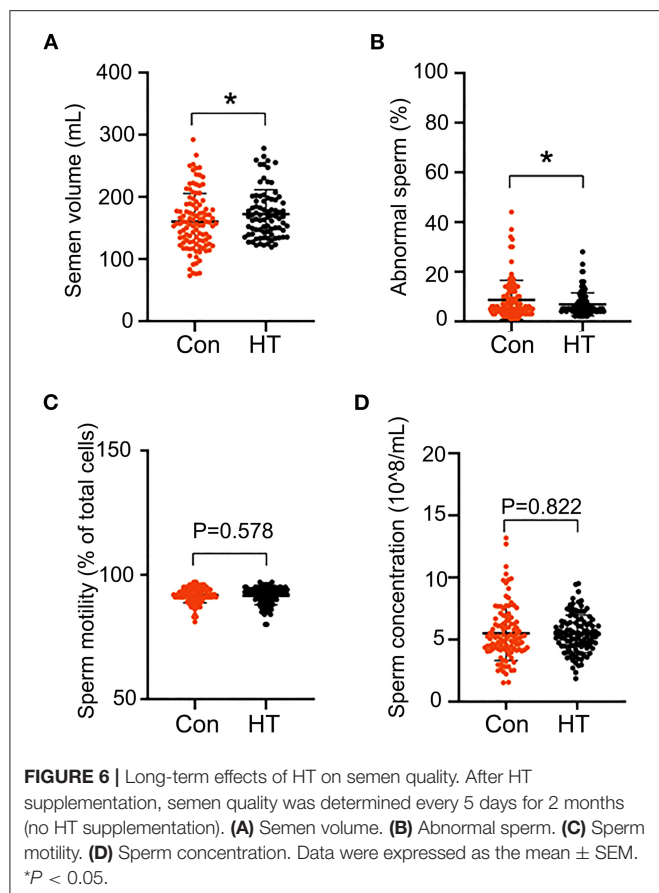 A
Semen volume (mL)
400
300
200
100
0
*
Con HT
B
Abnormal sperm (%)
100
80
60
40
20
0
*
Con HT
C
Sperm motility (% of total cells)
150
100
50
P=0.578
Con HT
D
Sperm concentration (10^8/mL)
20
15
10
5
0
P=0.822
Con HT
FIGURE 6 | Long-term effects of HT on semen quality. After HT
supplementation, semen quality was determined every 5 days for 2 months
(no HT supplementation). (A) Semen volume. (B) Abnormal sperm. (C) Sperm
motility. (D) Sperm concentration. Data were expressed as the mean ± SEM.
*P < 0.05.